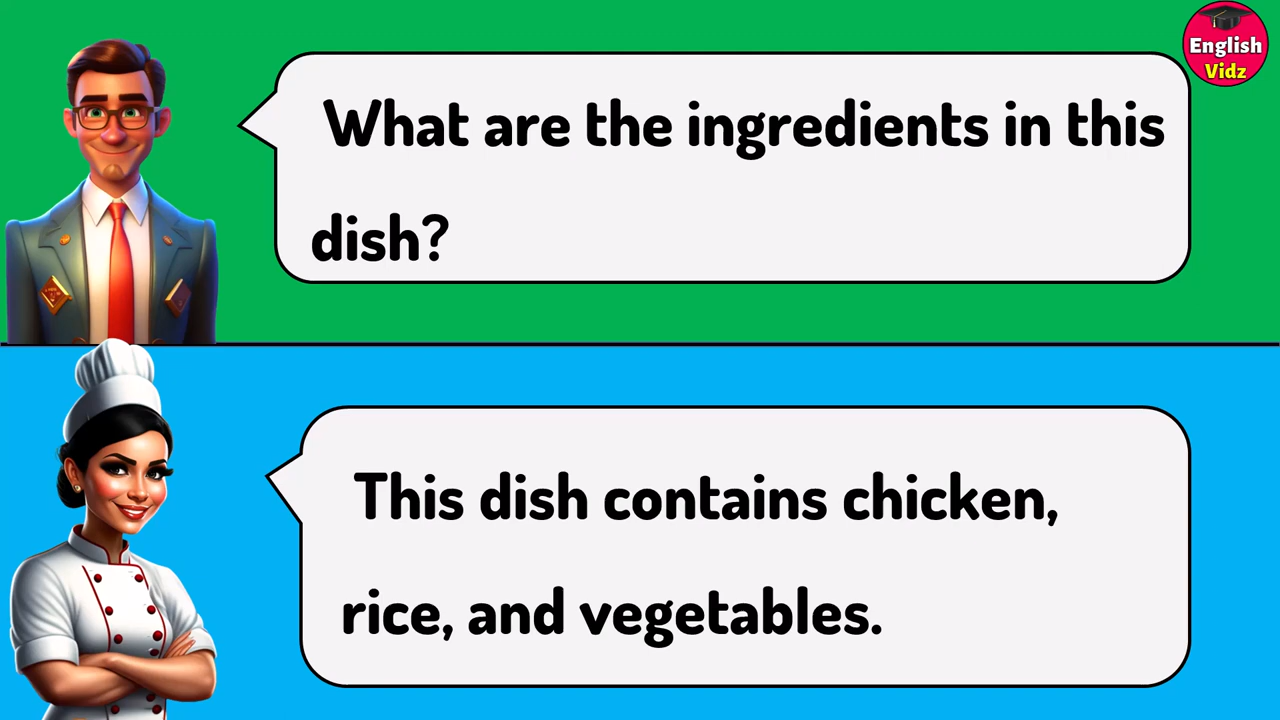 English
Vidz
What are the ingredients in this
dish?
This dish contains chicken,
rice, and vegetables.